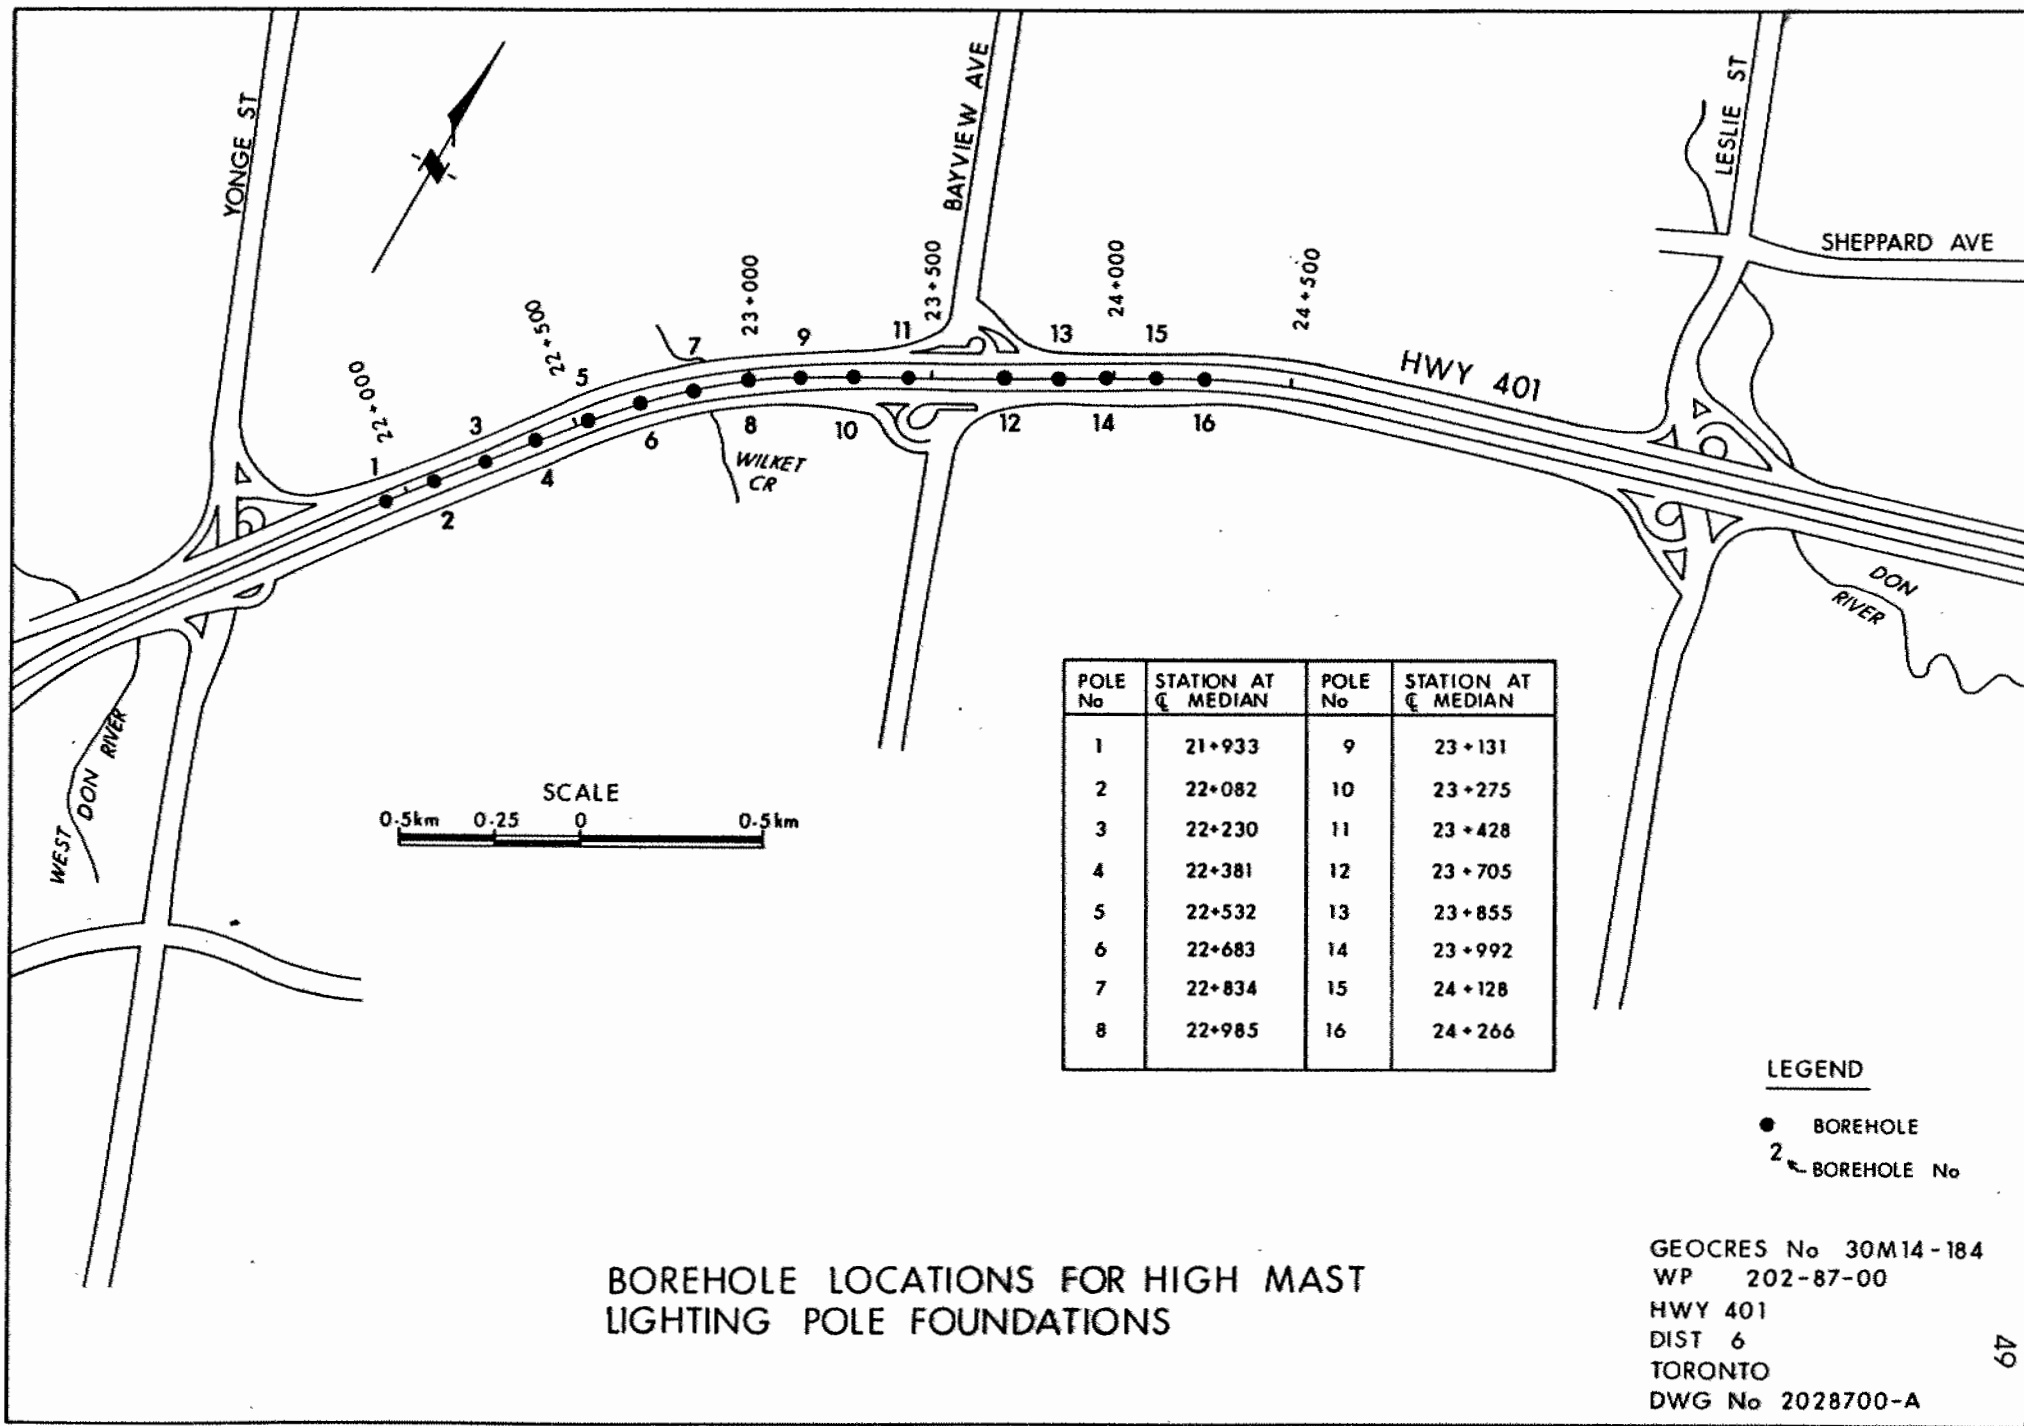 YONGE ST
BAYVIEW AVE
LESLIE ST
SHEPPARD AVE
22+000
22+500
23+000
23+500
24+000
24+500
HWY 401
1
3
5
7
9
11
13
15
2
4
6
8
10
12
14
16
WILKET
CR
DON
RIVER
WEST DON RIVER
SCALE
0.5km 0.25 0 0.5km
POLE No STATION AT ℄ MEDIAN POLE No STATION AT ℄ MEDIAN
1 21+933 9 23+131
2 22+082 10 23+275
3 22+230 11 23+428
4 22+381 12 23+705
5 22+532 13 23+855
6 22+683 14 23+992
7 22+834 15 24+128
8 22+985 16 24+266
LEGEND
BOREHOLE
2 BOREHOLE No
BOREHOLE LOCATIONS FOR HIGH MAST
LIGHTING POLE FOUNDATIONS
GEOCRES No 30M14-184
WP 202-87-00
HWY 401
DIST 6
TORONTO
DWG No 2028700-A
49